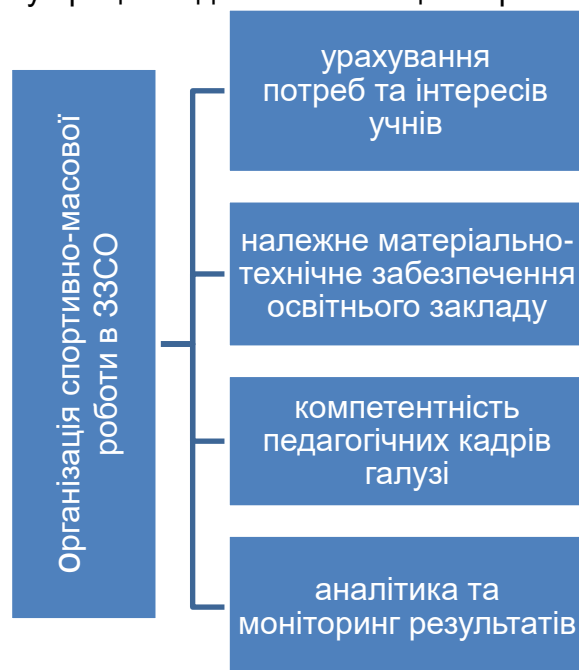 Організація спортивно-масової
роботи в ЗЗСО
урахування
потреб та інтересів
учнів
належне матеріально-
технічне забезпечення
освітнього закладу
компетентність
педагогічних кадрів
галузі
аналітика та
моніторинг результатів